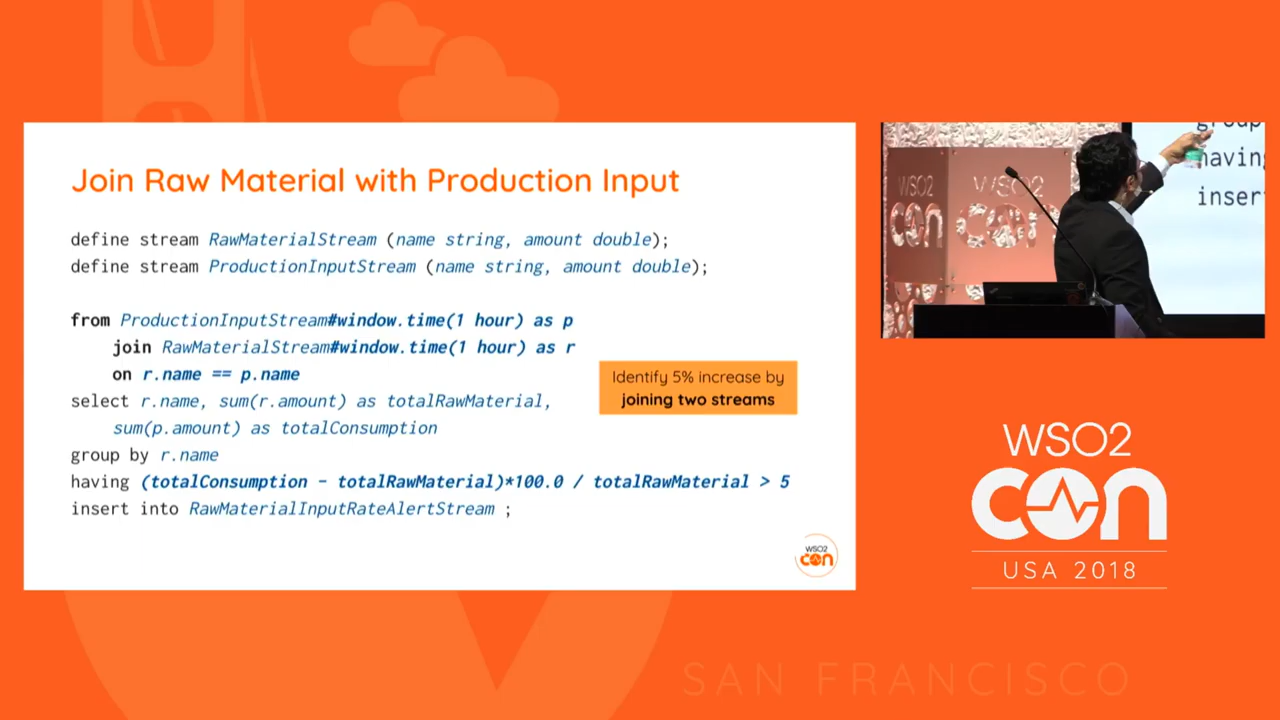 Join Raw Material with Production Input
define stream RawMaterialStream (name string, amount double);
define stream ProductionInputStream (name string, amount double);
from ProductionInputStream#window.time(1 hour) as p
join RawMaterialStream#window.time(1 hour) as r
on r.name == p.name
select r.name, sum(r.amount) as totalRawMaterial,
sum(p.amount) as totalConsumption
group by r.name
having (totalConsumption - totalRawMaterial)*100.0 / totalRawMaterial > 5
insert into RawMaterialInputRateAlertStream ;
Identify 5% increase by
joining two streams
WSO2
con
group
having
inser
WSO2
con
WSO2
con
WSO2
con
USA 2018
SAN FRANCISCO